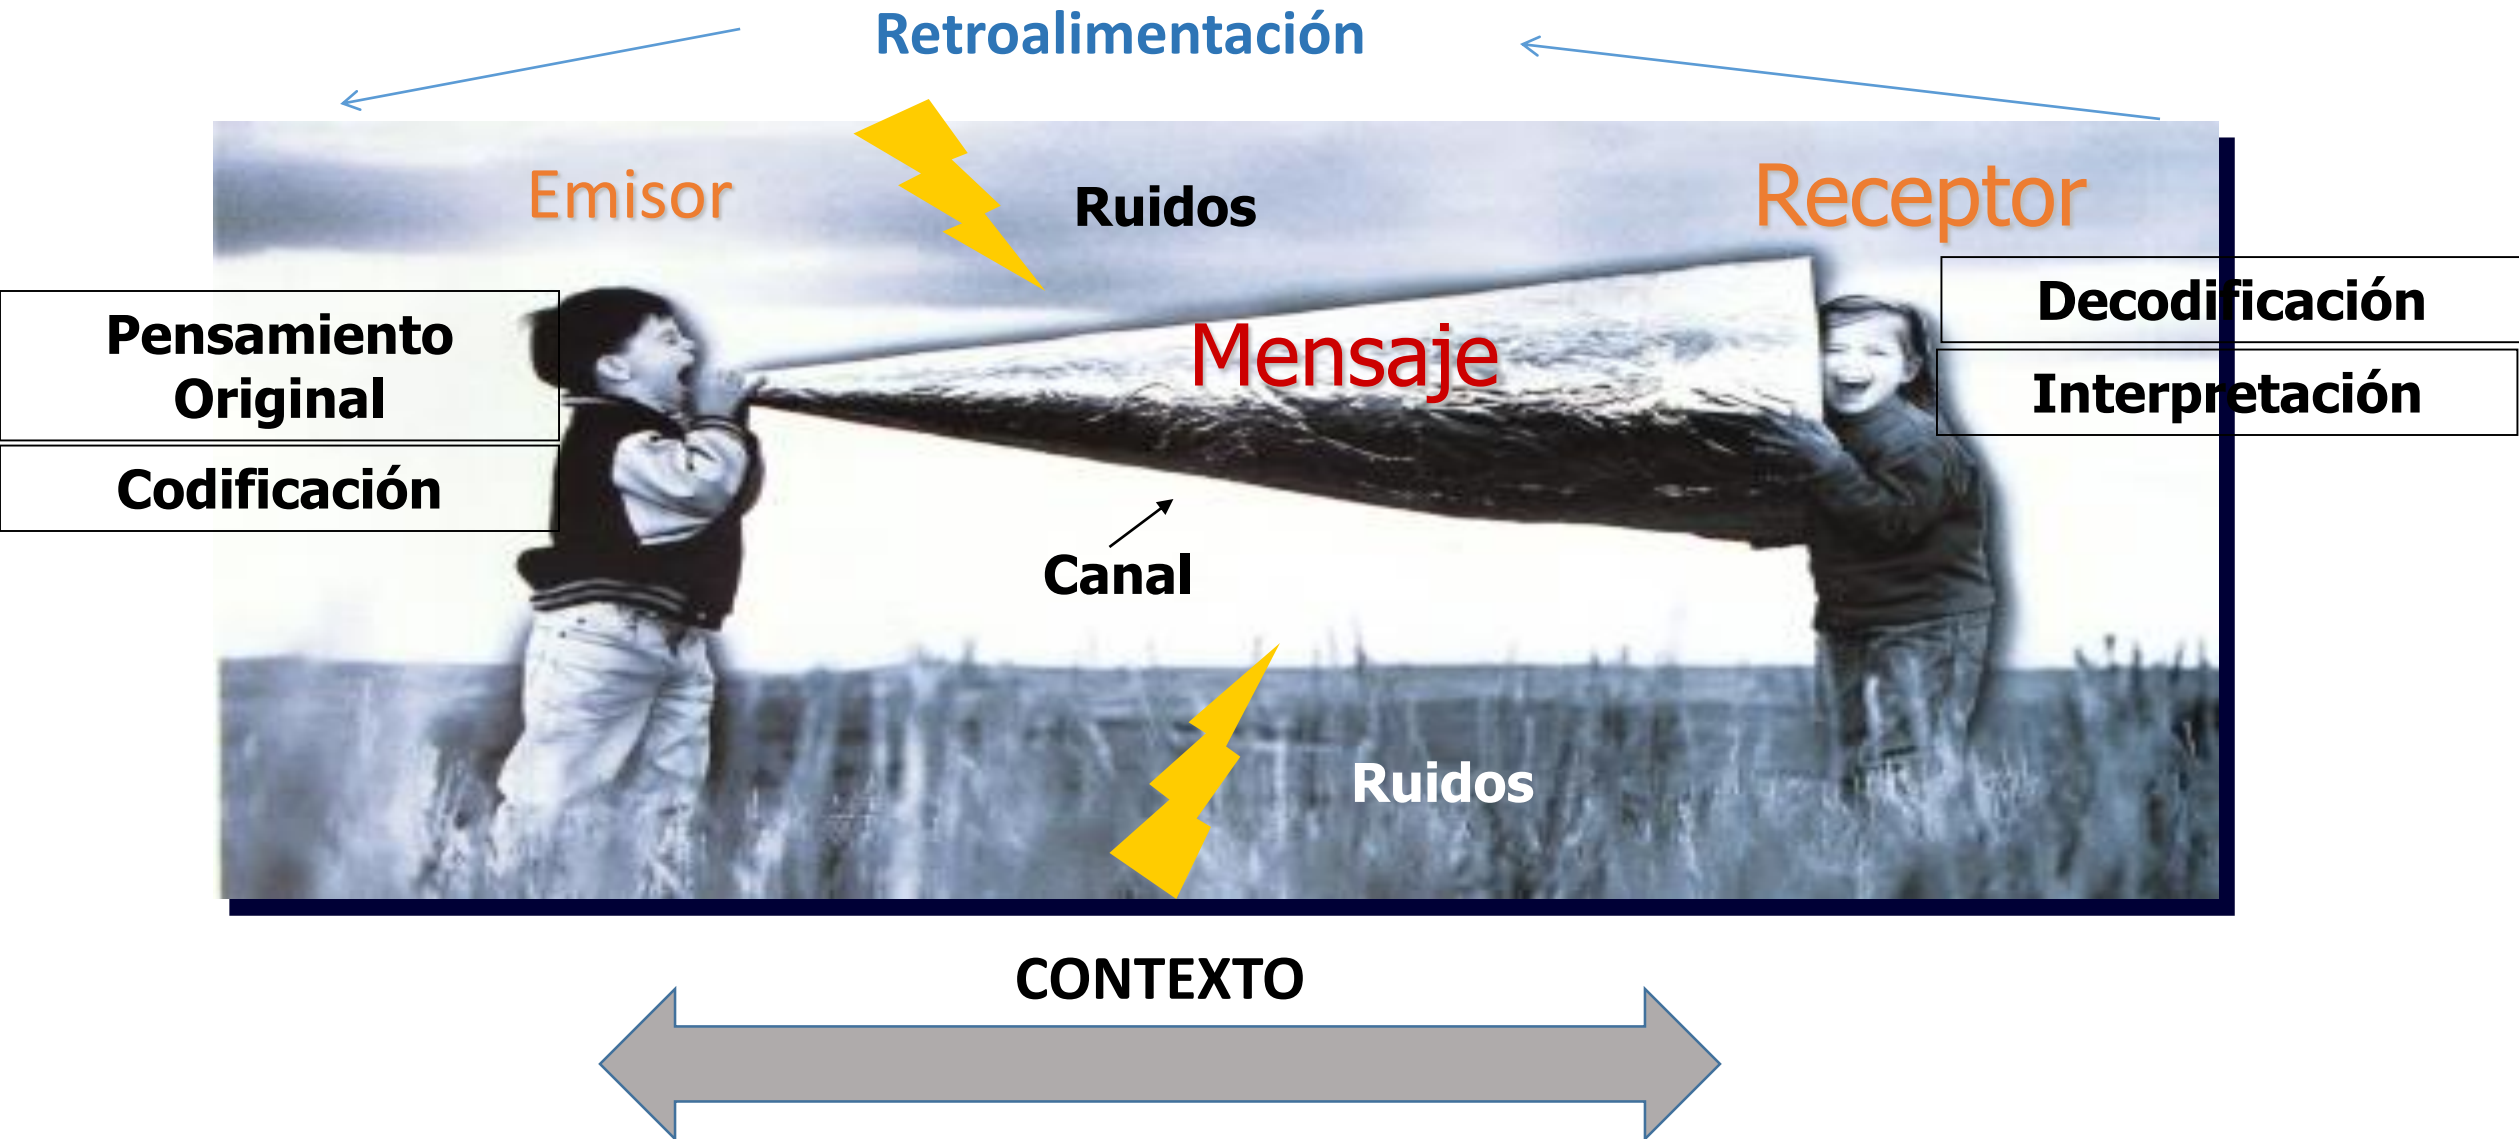 Retroalimentación
Emisor
Ruidos
Receptor
Pensamiento
Original
Codificación
Mensaje
Decodificación
Interpretación
Canal
Ruidos
CONTEXTO